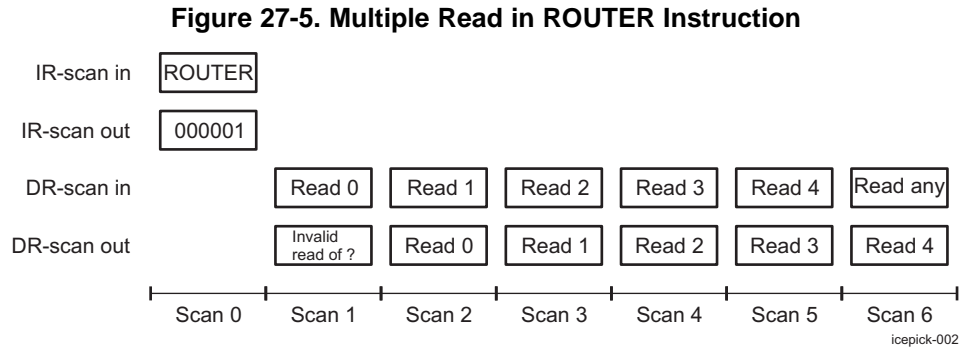 Figure 27-5. Multiple Read in ROUTER Instruction
IR-scan in ROUTER
IR-scan out 000001
DR-scan in Read 0 Read 1 Read 2 Read 3 Read 4 Read any
DR-scan out Invalid read of ? Read 0 Read 1 Read 2 Read 3 Read 4
Scan 0 Scan 1 Scan 2 Scan 3 Scan 4 Scan 5 Scan 6
icepick-002